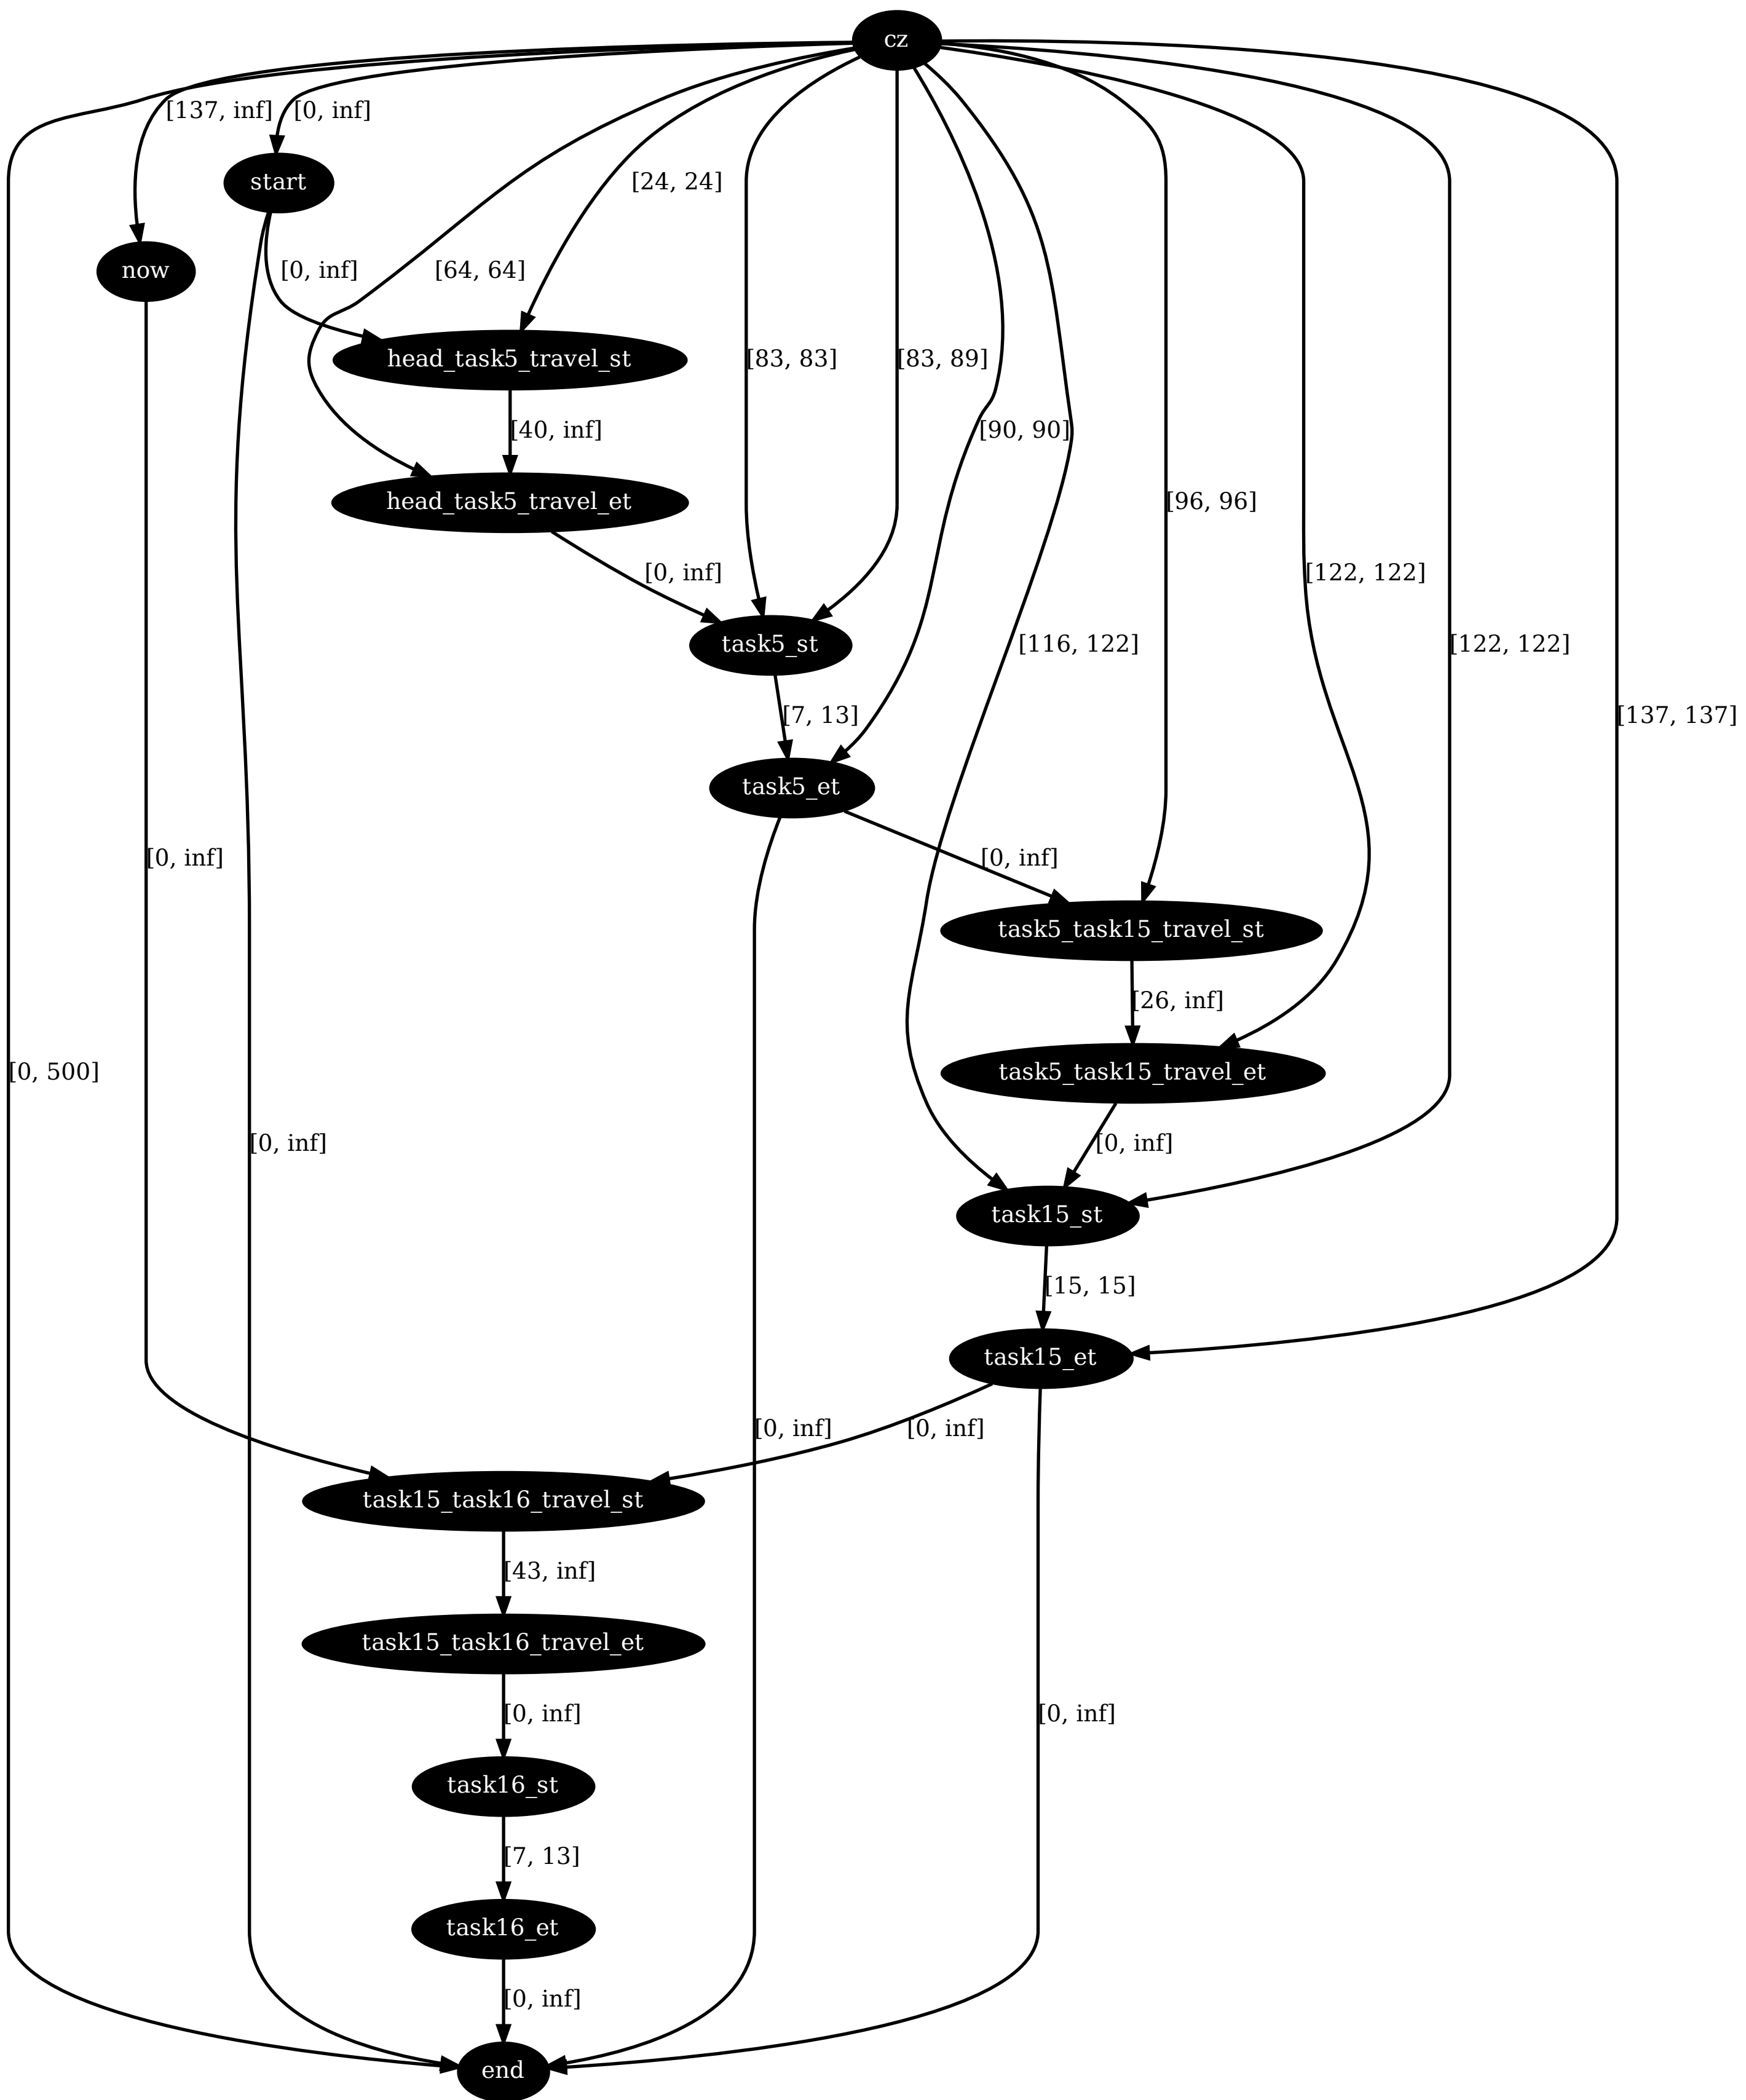 cz
[137, inf]
[0, inf]
start
[24, 24]
now
[0, inf]
[64, 64]
head_task5_travel_st
[83, 83]
[83, 89]
[40, inf]
[90, 90]
head_task5_travel_et
[96, 96]
[0, inf]
[122, 122]
task5_st
[116, 122]
[122, 122]
[7, 13]
[137, 137]
task5_et
[0, inf]
[0, inf]
task5_task15_travel_st
[26, inf]
[0, 500]
task5_task15_travel_et
[0, inf]
[0, inf]
task15_st
[15, 15]
task15_et
[0, inf]
[0, inf]
task15_task16_travel_st
[43, inf]
task15_task16_travel_et
[0, inf]
[0, inf]
task16_st
[7, 13]
task16_et
[0, inf]
end